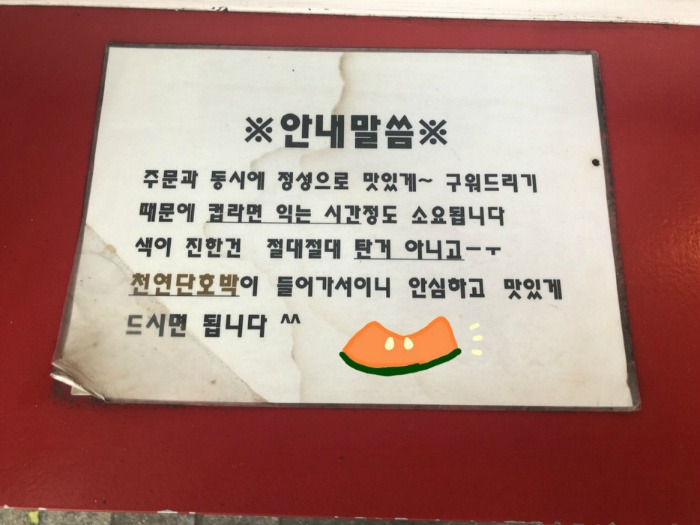 ※안내말씀※
주문과 동시에 정성으로 맛있게~ 구워드리기
때문에 컵라면 익는 시간정도 소요됩니다
색이 진한건 절대절대 탄거 아니고ㅡㅜ
천연단호박이 들어가서이니 안심하고 맛있게
드시면 됩니다 ^^